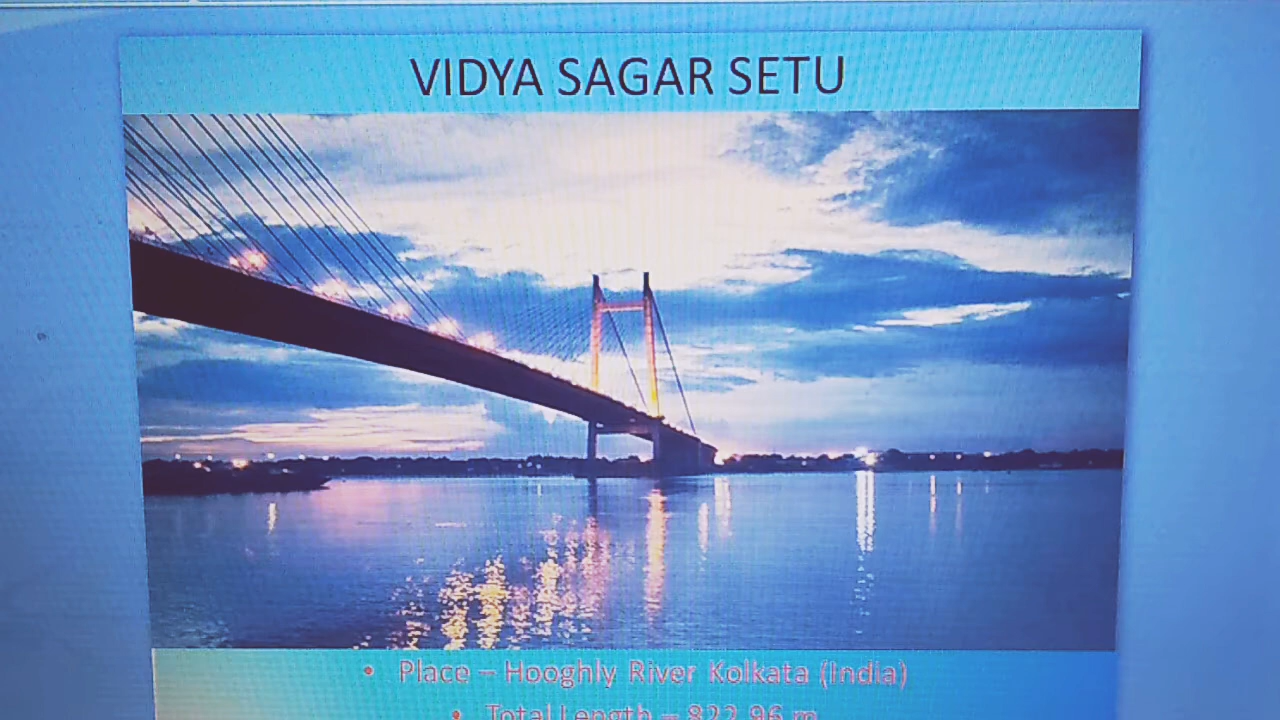 VIDYA SAGAR SETU
• Place – Hooghly River Kolkata (India)
• Total Length – 822.96 m